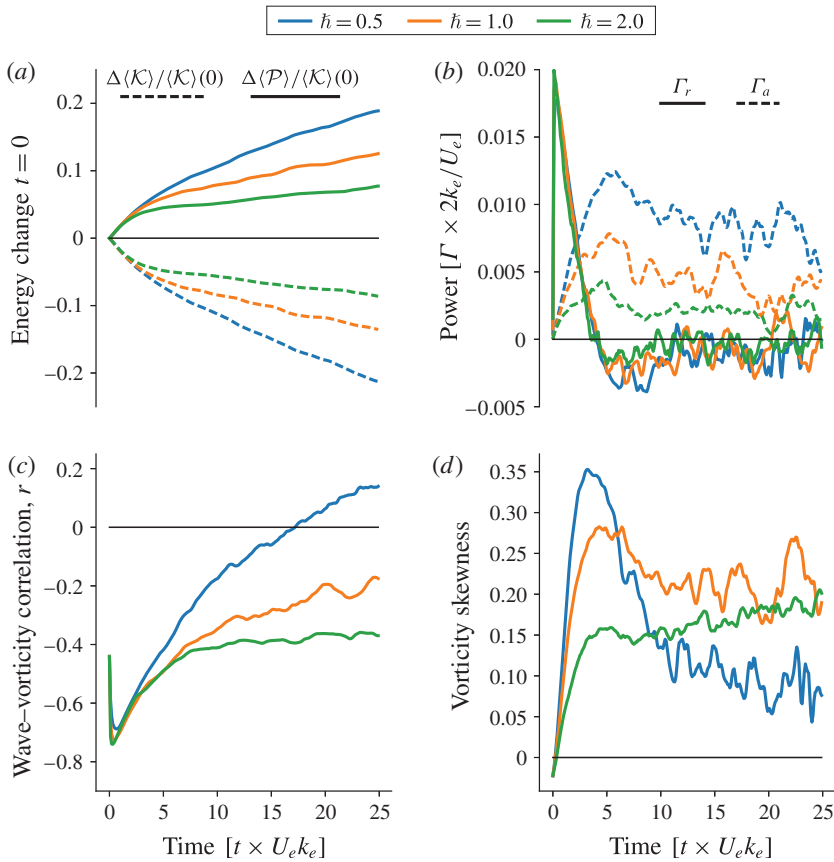 ħ = 0.5 ħ = 1.0 ħ = 2.0
(a)
Δ⟨𝒦⟩/⟨𝒦⟩(0) Δ⟨𝒫⟩/⟨𝒦⟩(0)
0.2
0.1
0
−0.1
−0.2
Energy change t = 0
(b)
Γr Γa
0.020
0.015
0.010
0.005
0
−0.005
Power [Γ × 2ke/Ue]
(c)
0.2
0
−0.2
−0.4
−0.6
−0.8
Wave–vorticity correlation, r
0 5 10 15 20 25
Time [t × Ueke]
(d)
0.35
0.30
0.25
0.20
0.15
0.10
0.05
0
Vorticity skewness
0 5 10 15 20 25
Time [t × Ueke]